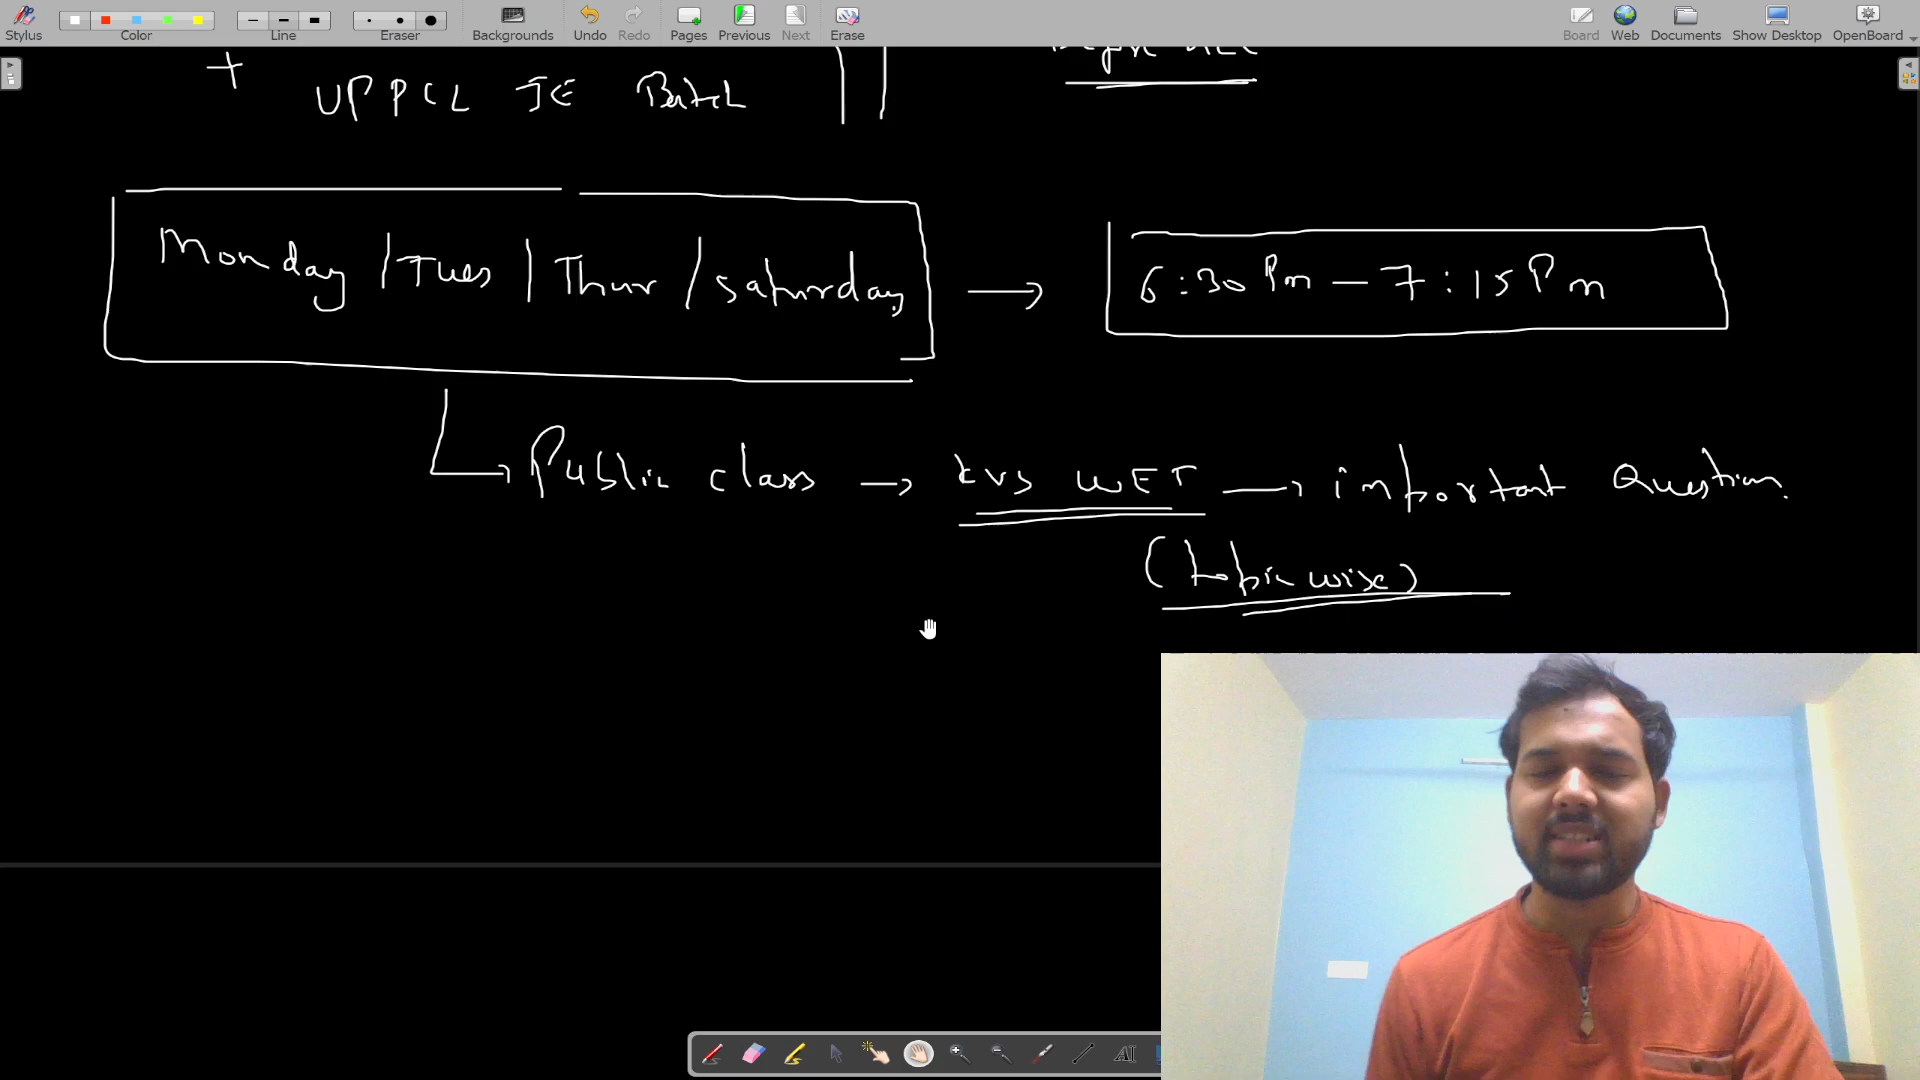 Stylus Color Line Eraser Backgrounds Undo Redo Pages Previous Next Erase Board Web Documents Show Desktop OpenBoard
+ UPPCL JE Batch
Monday / Tues / Thur / Saturday → 6:30 Pm — 7:15 Pm
Public class → KVS WET → important Question.
(topic wise)